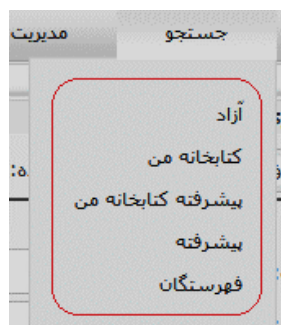 جستجو
مدیریت
آزاد
کتابخانه من
پیشرفته کتابخانه من
پیشرفته
فهرستگان